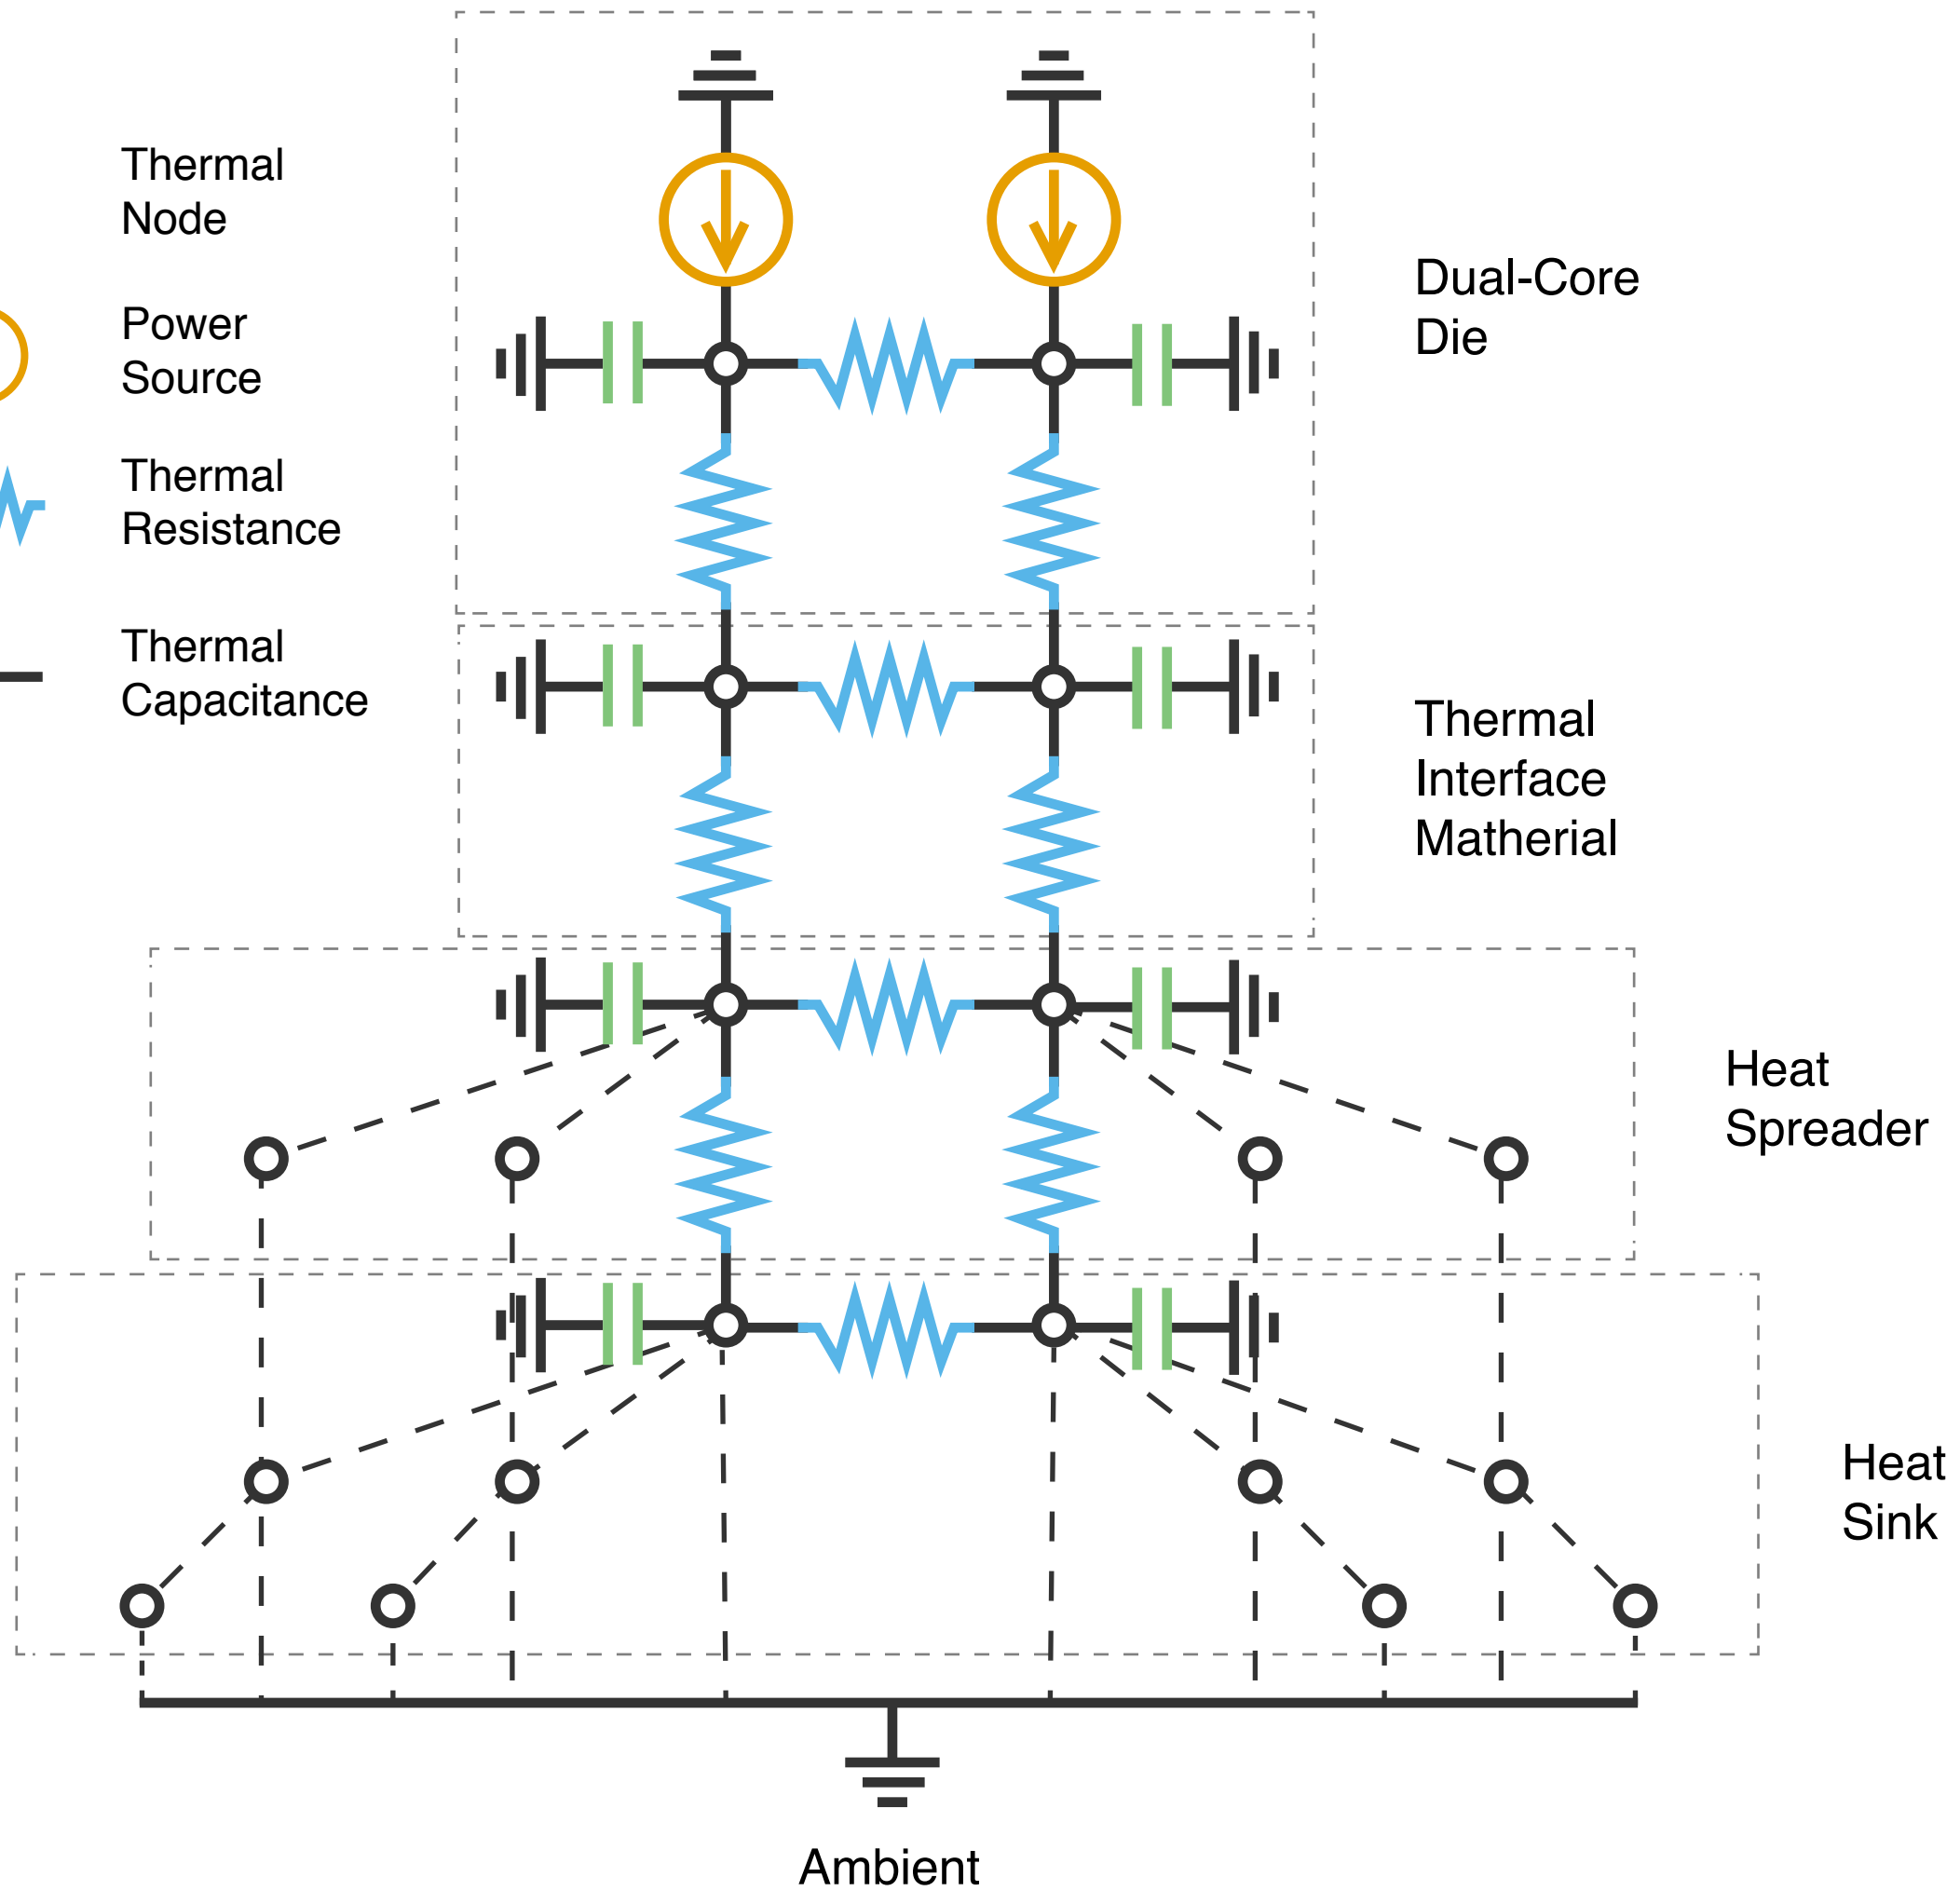 Thermal
Node
Power
Source
Thermal
Resistance
Thermal
Capacitance
Dual-Core
Die
Thermal
Interface
Matherial
Heat
Spreader
Heat
Sink
Ambient